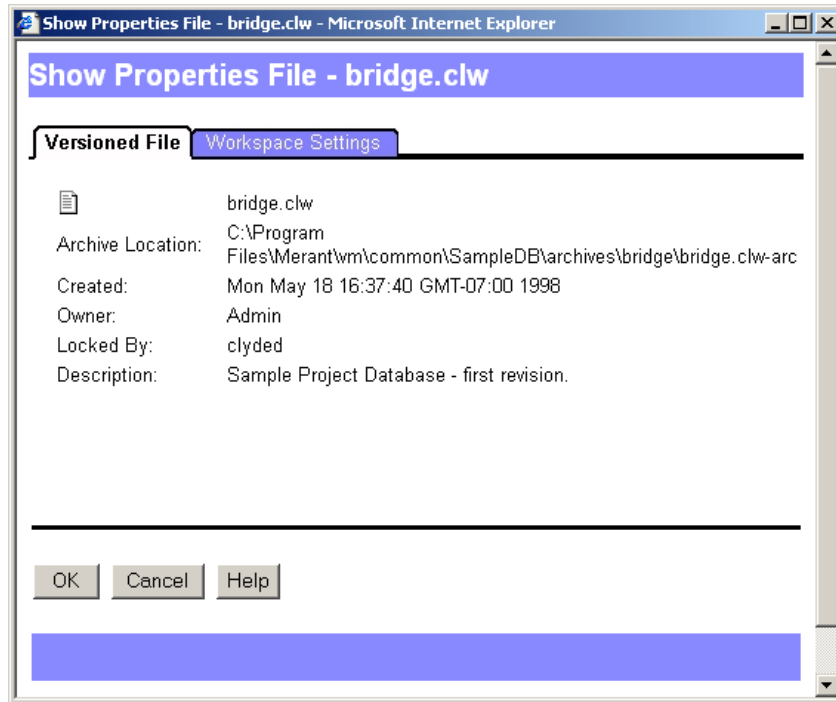 Show Properties File - bridge.clw - Microsoft Internet Explorer
Show Properties File - bridge.clw
Versioned File Workspace Settings
bridge.clw
Archive Location: C:\Program
Files\Merant\vm\common\SampleDB\archives\bridge\bridge.clw-arc
Created: Mon May 18 16:37:40 GMT-07:00 1998
Owner: Admin
Locked By: clyded
Description: Sample Project Database - first revision.
OK Cancel Help